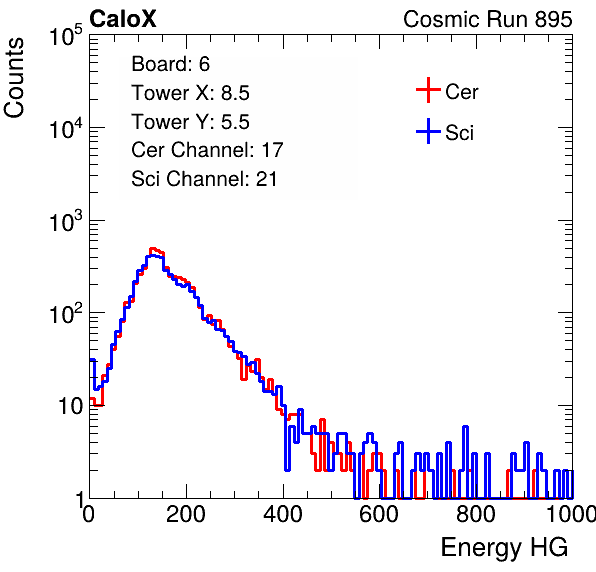 CaloX Cosmic Run 895
Counts
10^5
10^4
10^3
10^2
10
1
Board: 6
Tower X: 8.5
Tower Y: 5.5
Cer Channel: 17
Sci Channel: 21
Cer
Sci
0 200 400 600 800 1000
Energy HG